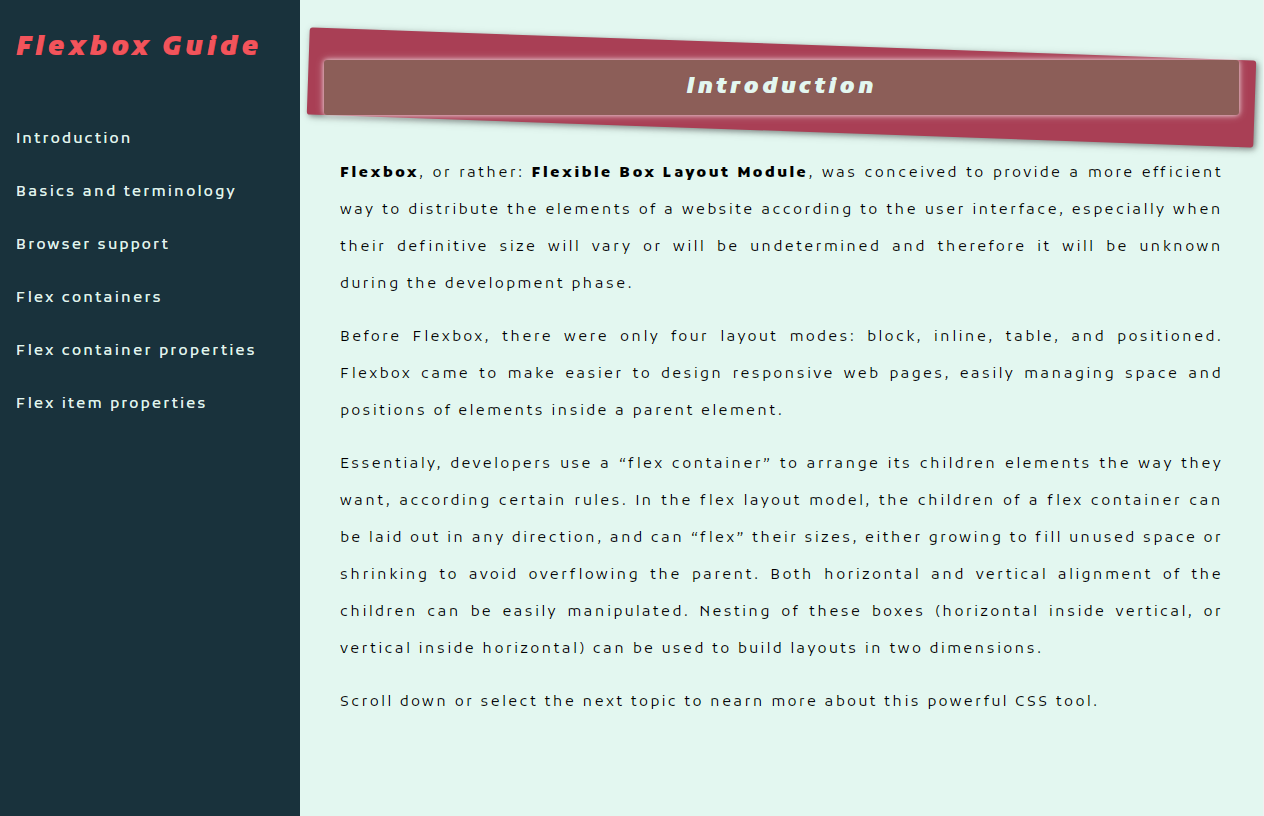 Flexbox Guide
Introduction
Basics and terminology
Browser support
Flex containers
Flex container properties
Flex item properties
Introduction
Flexbox, or rather: Flexible Box Layout Module, was conceived to provide a more efficient
way to distribute the elements of a website according to the user interface, especially when
their definitive size will vary or will be undetermined and therefore it will be unknown
during the development phase.
Before Flexbox, there were only four layout modes: block, inline, table, and positioned.
Flexbox came to make easier to design responsive web pages, easily managing space and
positions of elements inside a parent element.
Essentialy, developers use a “flex container” to arrange its children elements the way they
want, according certain rules. In the flex layout model, the children of a flex container can
be laid out in any direction, and can “flex” their sizes, either growing to fill unused space or
shrinking to avoid overflowing the parent. Both horizontal and vertical alignment of the
children can be easily manipulated. Nesting of these boxes (horizontal inside vertical, or
vertical inside horizontal) can be used to build layouts in two dimensions.
Scroll down or select the next topic to nearn more about this powerful CSS tool.